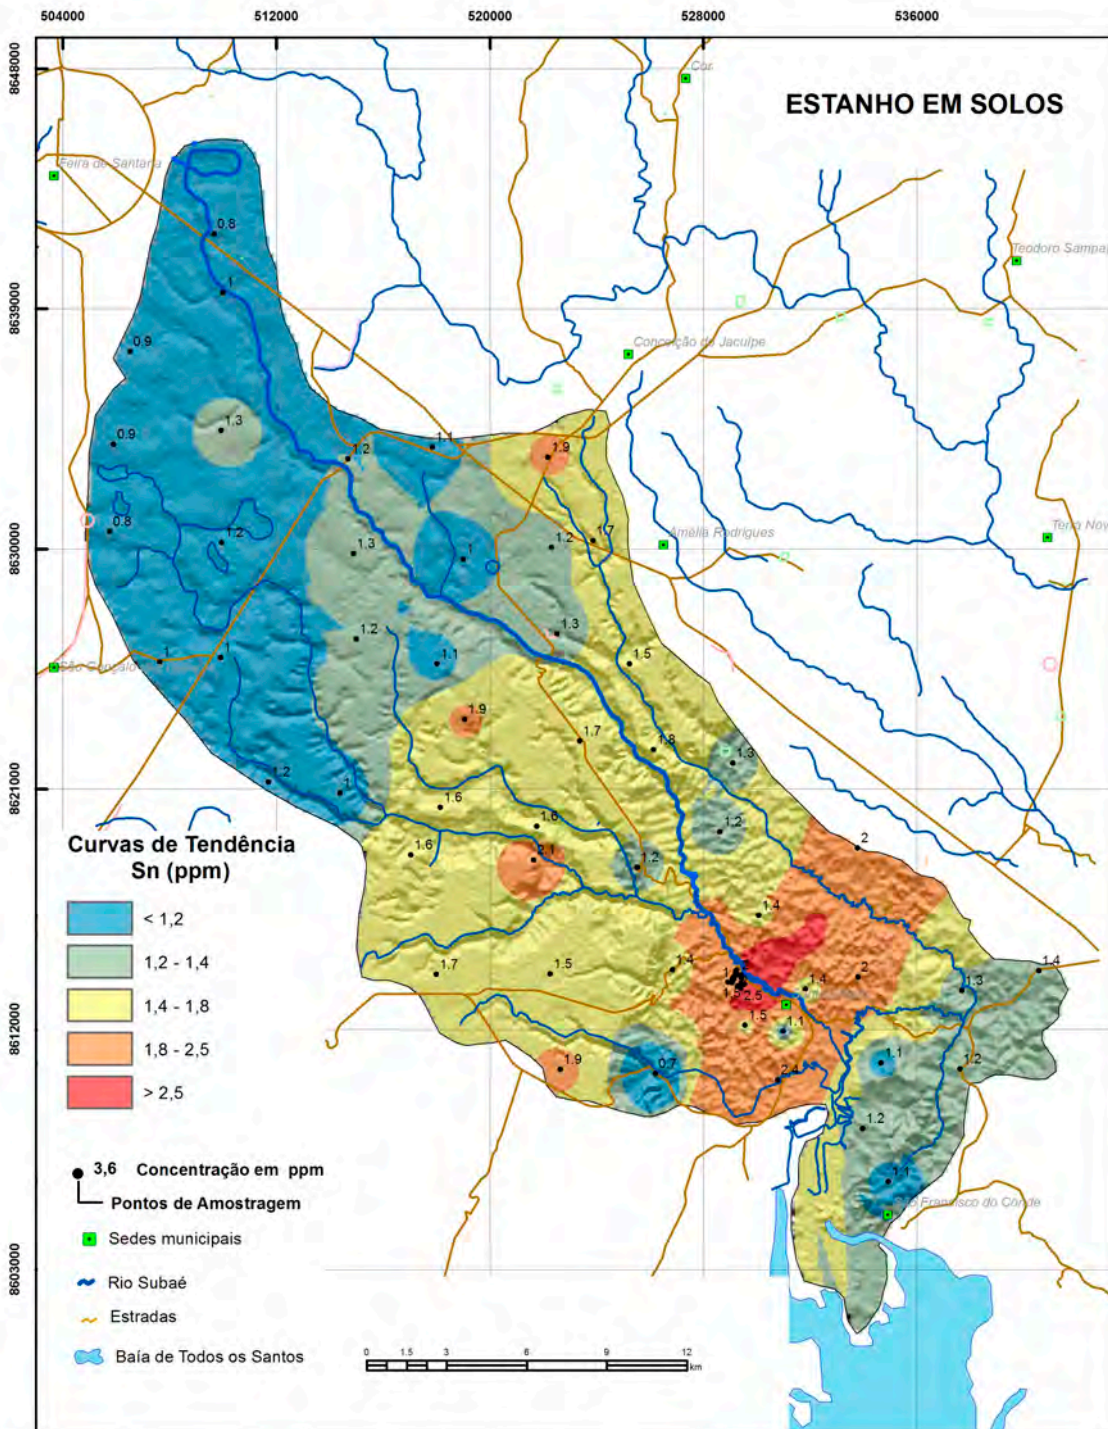 504000 512000 520000 528000 536000
8648000
8639000
8630000
8621000
8612000
8603000
ESTANHO EM SOLOS
Feira de Santana
Teodoro Sampa
Conceição do Jacuípe
Amélia Rodrigues
Terra Nov
São Gonçalo
São Francisco do Conde
0.8
1
0.9
1.3
0.9
1.2
1.1
1.9
0.8
1.2
1.3
1
1.2
1.7
1.2
1.3
1
1
1.1
1.5
1.9
1.7
1.8
1.3
1.2
1
1.6
1.6
1.2
1.6
2.1
1.2
2
1.4
1.7
1.5
1.4
1.4
2
1.3
1.4
1.5
2.5
1.5
1.1
1.9
0.7
2.4
1.1
1.2
1.2
1.1
Curvas de Tendência
Sn (ppm)
< 1,2
1,2 - 1,4
1,4 - 1,8
1,8 - 2,5
> 2,5
3,6 Concentração em ppm
Pontos de Amostragem
Sedes municipais
Rio Subaé
Estradas
Baía de Todos os Santos
0 1.5 3 6 9 12
km